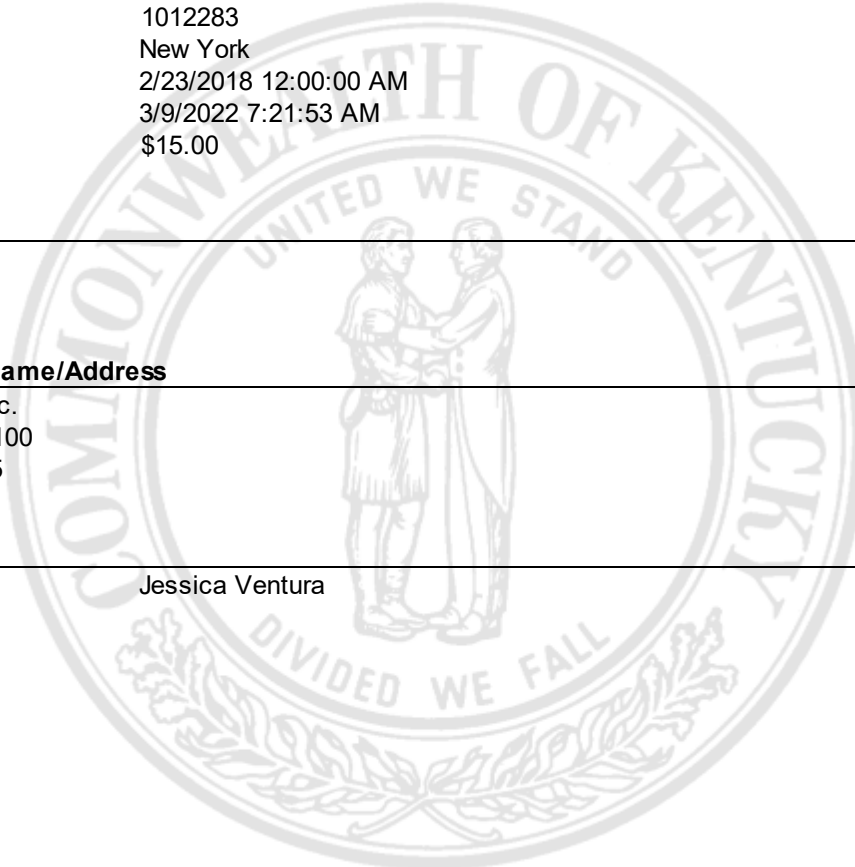 1012283
New York
2/23/2018 12:00:00 AM
3/9/2022 7:21:53 AM
$15.00
COMMONWEALTH OF KENTUCKY
UNITED WE STAND
ame/Address
c.
100
Jessica Ventura
DIVIDED WE FALL